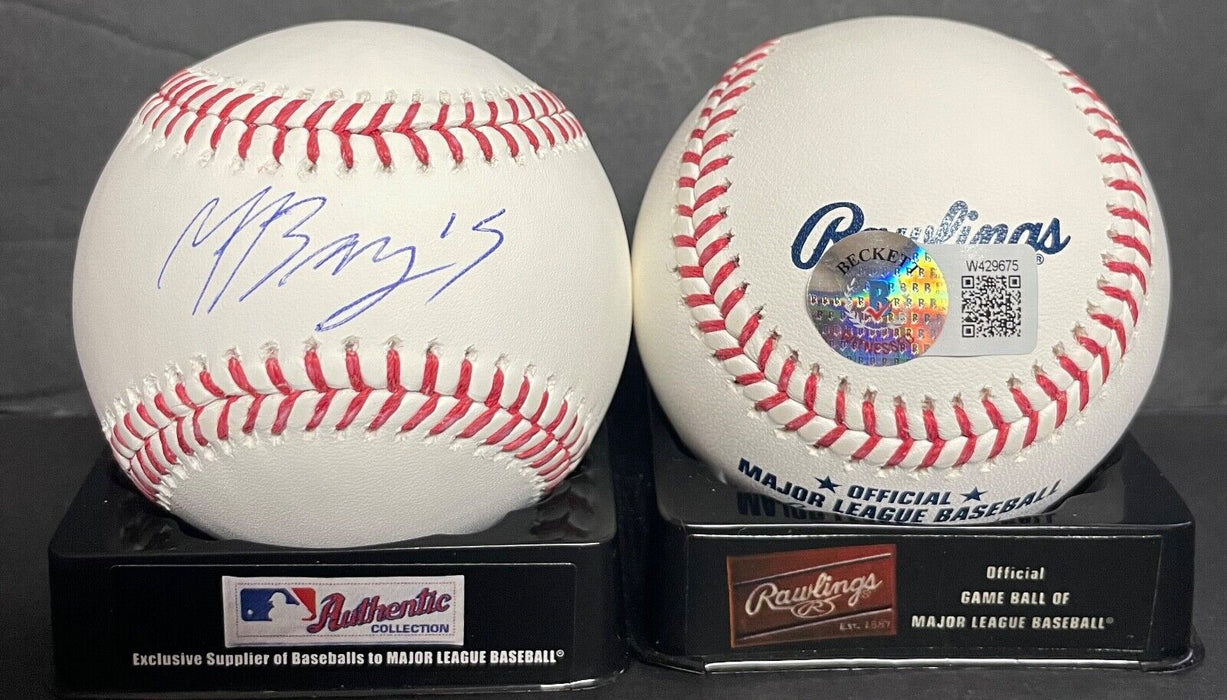 Rawlings
BECKETT
B
WITNESSED
W429675
OFFICIAL
MAJOR LEAGUE BASEBALL
Authentic
COLLECTION
Exclusive Supplier of Baseballs to MAJOR LEAGUE BASEBALL®
Rawlings
R
EST. 1887
Official
GAME BALL OF
MAJOR LEAGUE BASEBALL®